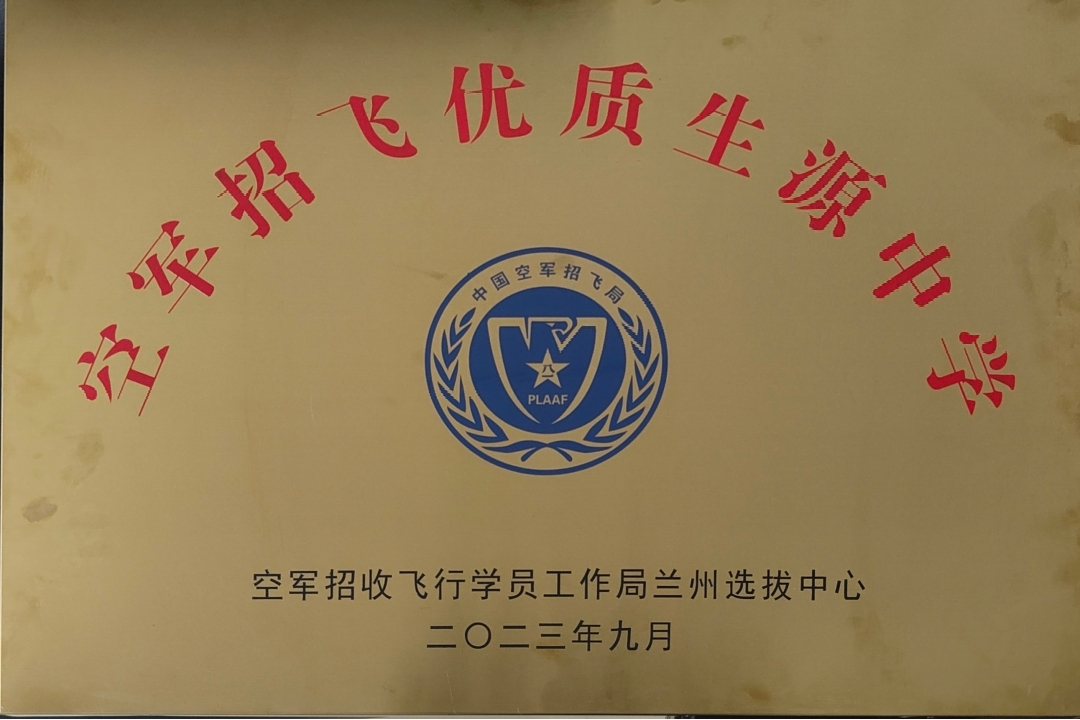 空军招飞优质生源中学
中国空军招飞局
八一
PLAAF
空军招收飞行学员工作局兰州选拔中心
二〇二三年九月